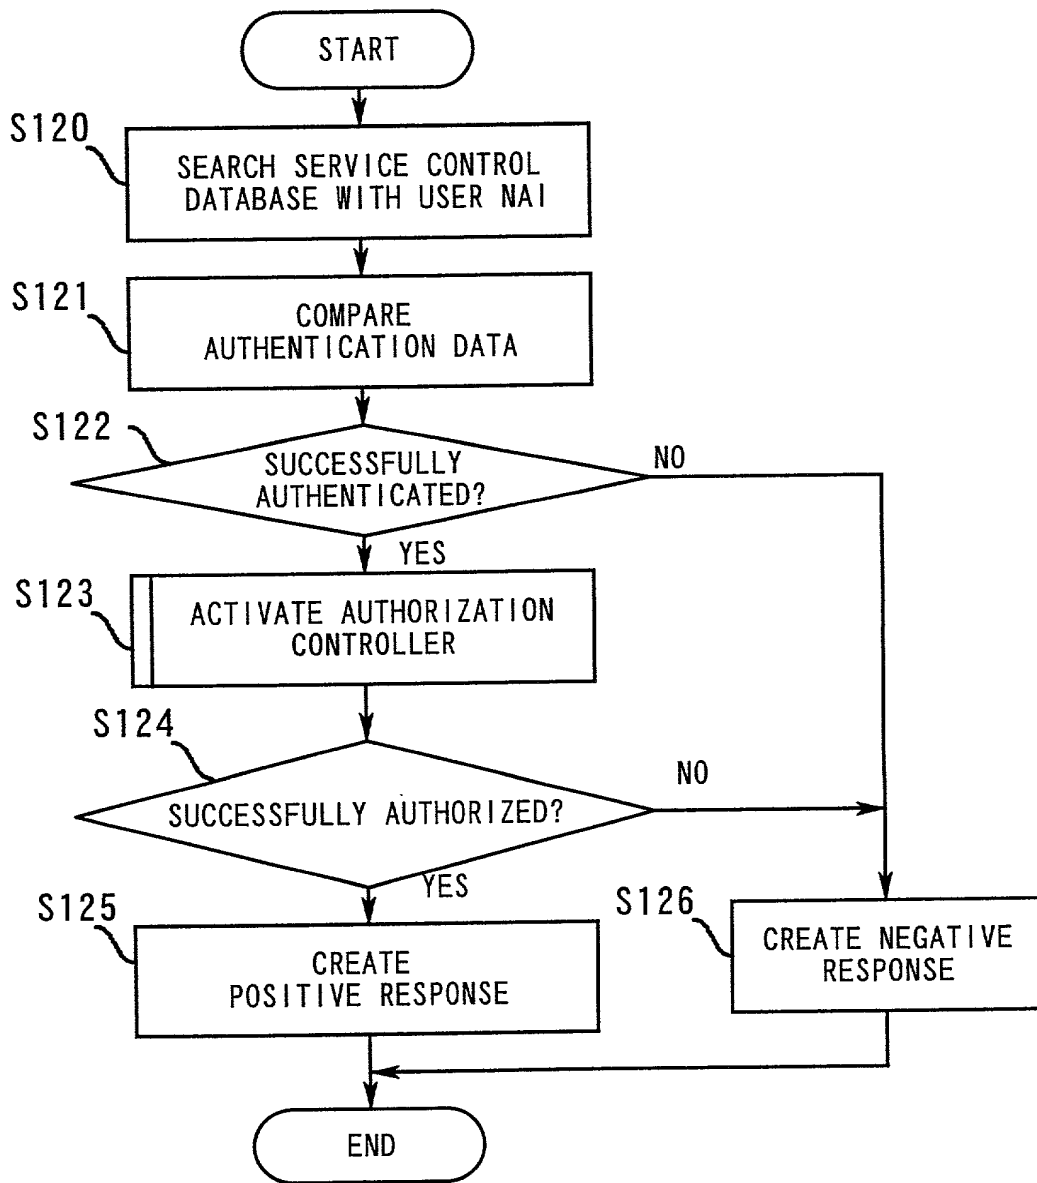 START
S120
SEARCH SERVICE CONTROL
DATABASE WITH USER NAI
S121
COMPARE
AUTHENTICATION DATA
S122
SUCCESSFULLY
AUTHENTICATED?
NO
YES
S123
ACTIVATE AUTHORIZATION
CONTROLLER
S124
SUCCESSFULLY AUTHORIZED?
NO
YES
S125
CREATE
POSITIVE RESPONSE
S126
CREATE NEGATIVE
RESPONSE
END